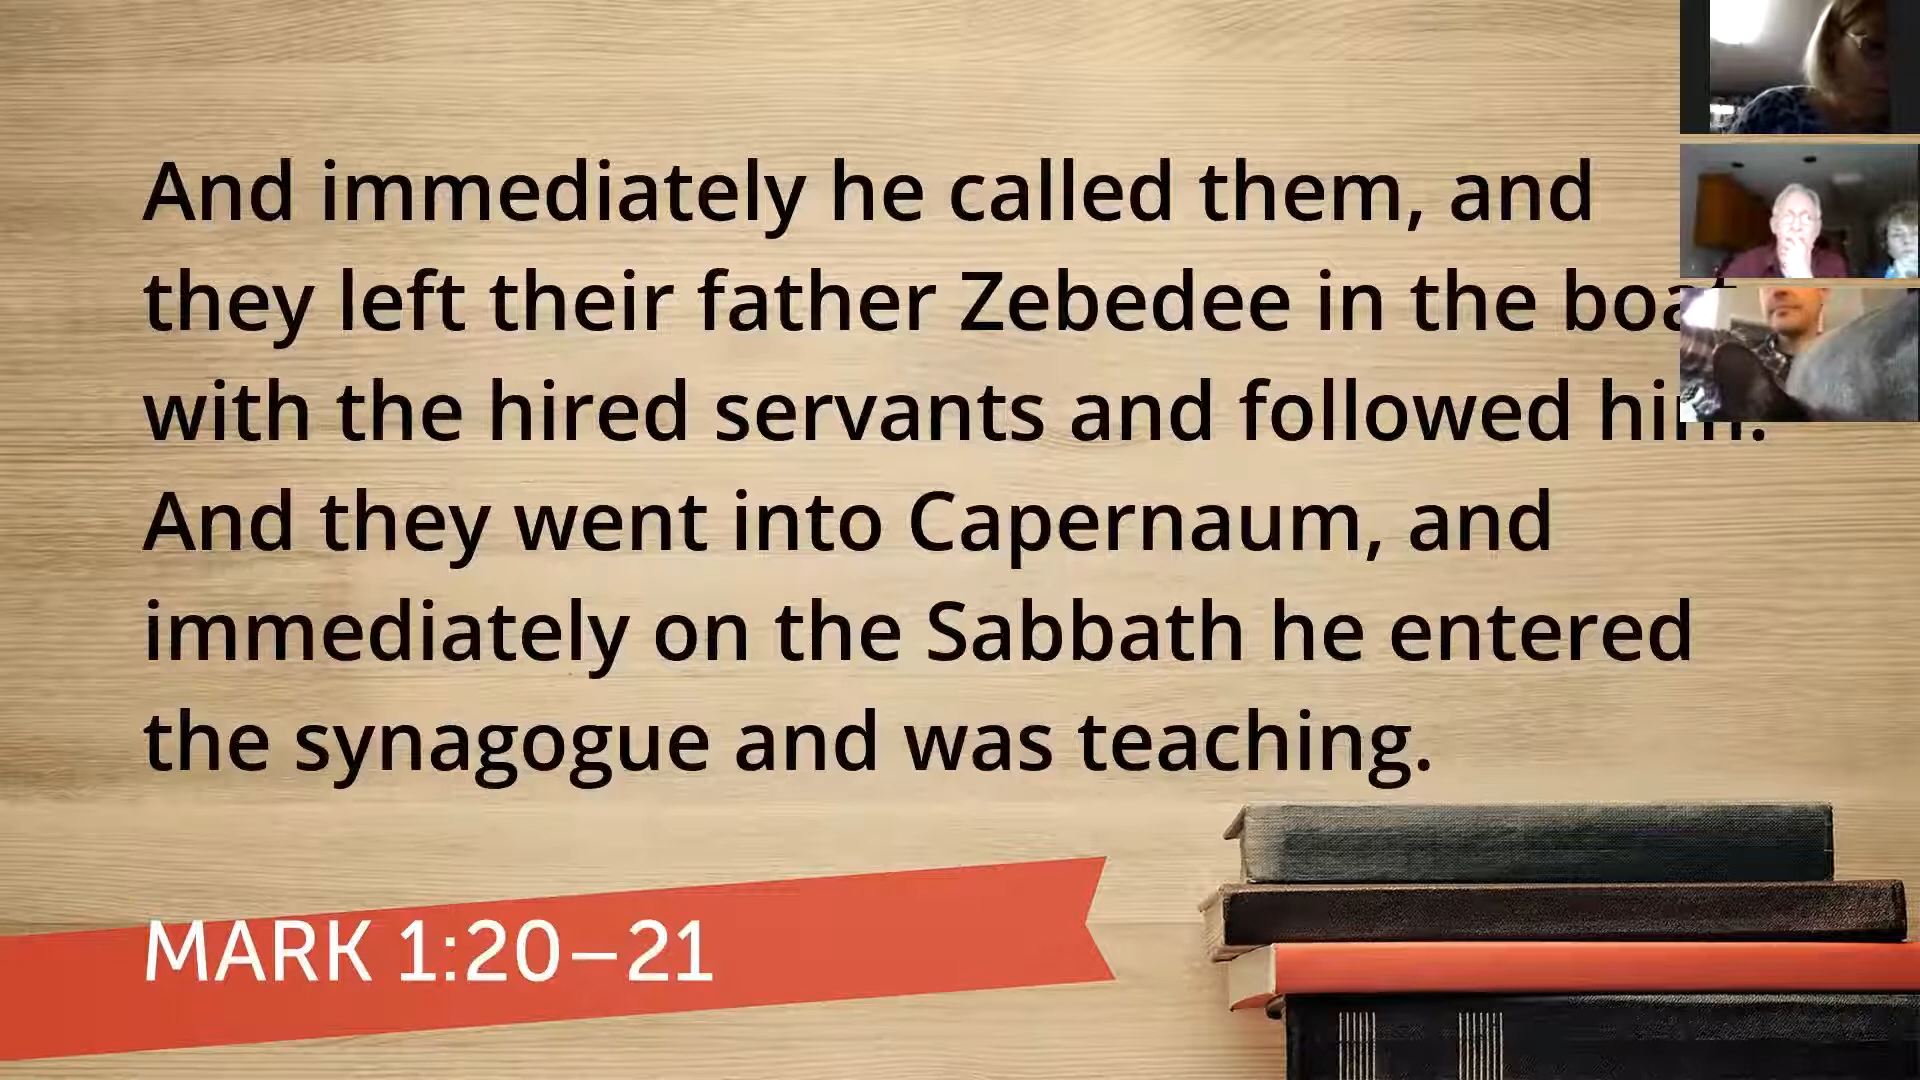 And immediately he called them, and
they left their father Zebedee in the boat
with the hired servants and followed him.
And they went into Capernaum, and
immediately on the Sabbath he entered
the synagogue and was teaching.
MARK 1:20–21